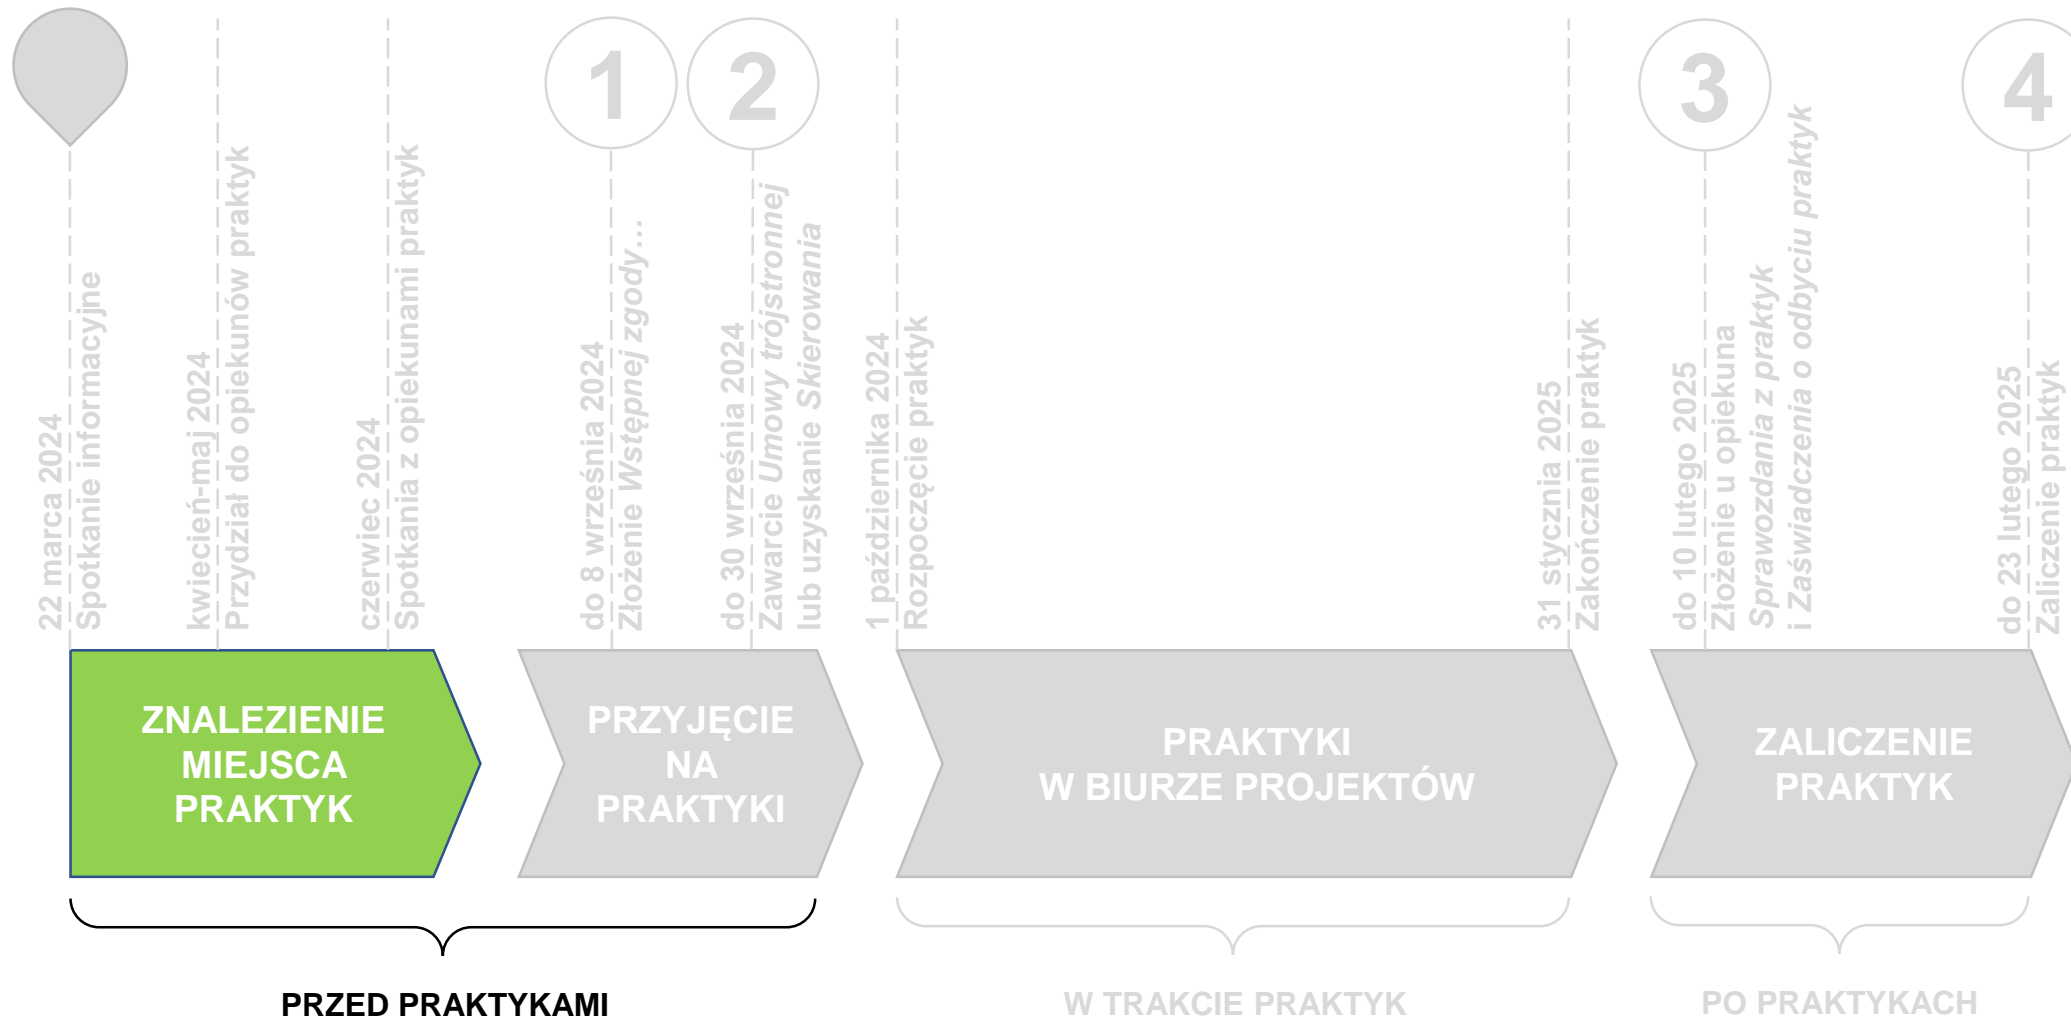 1
2
3
4
22 marca 2024
Spotkanie informacyjne
kwiecień-maj 2024
Przydział do opiekunów praktyk
czerwiec 2024
Spotkania z opiekunami praktyk
do 8 września 2024
Złożenie Wstępnej zgody…
do 30 września 2024
Zawarcie Umowy trójstronnej
lub uzyskanie Skierowania
1 października 2024
Rozpoczęcie praktyk
31 stycznia 2025
Zakończenie praktyk
do 10 lutego 2025
Złożenie u opiekuna
Sprawozdania z praktyk
i Zaświadczenia o odbyciu praktyk
do 23 lutego 2025
Zaliczenie praktyk
ZNALEZIENIE
MIEJSCA
PRAKTYK
PRZYJĘCIE
NA
PRAKTYKI
PRAKTYKI
W BIURZE PROJEKTÓW
ZALICZENIE
PRAKTYK
PRZED PRAKTYKAMI
W TRAKCIE PRAKTYK
PO PRAKTYKACH